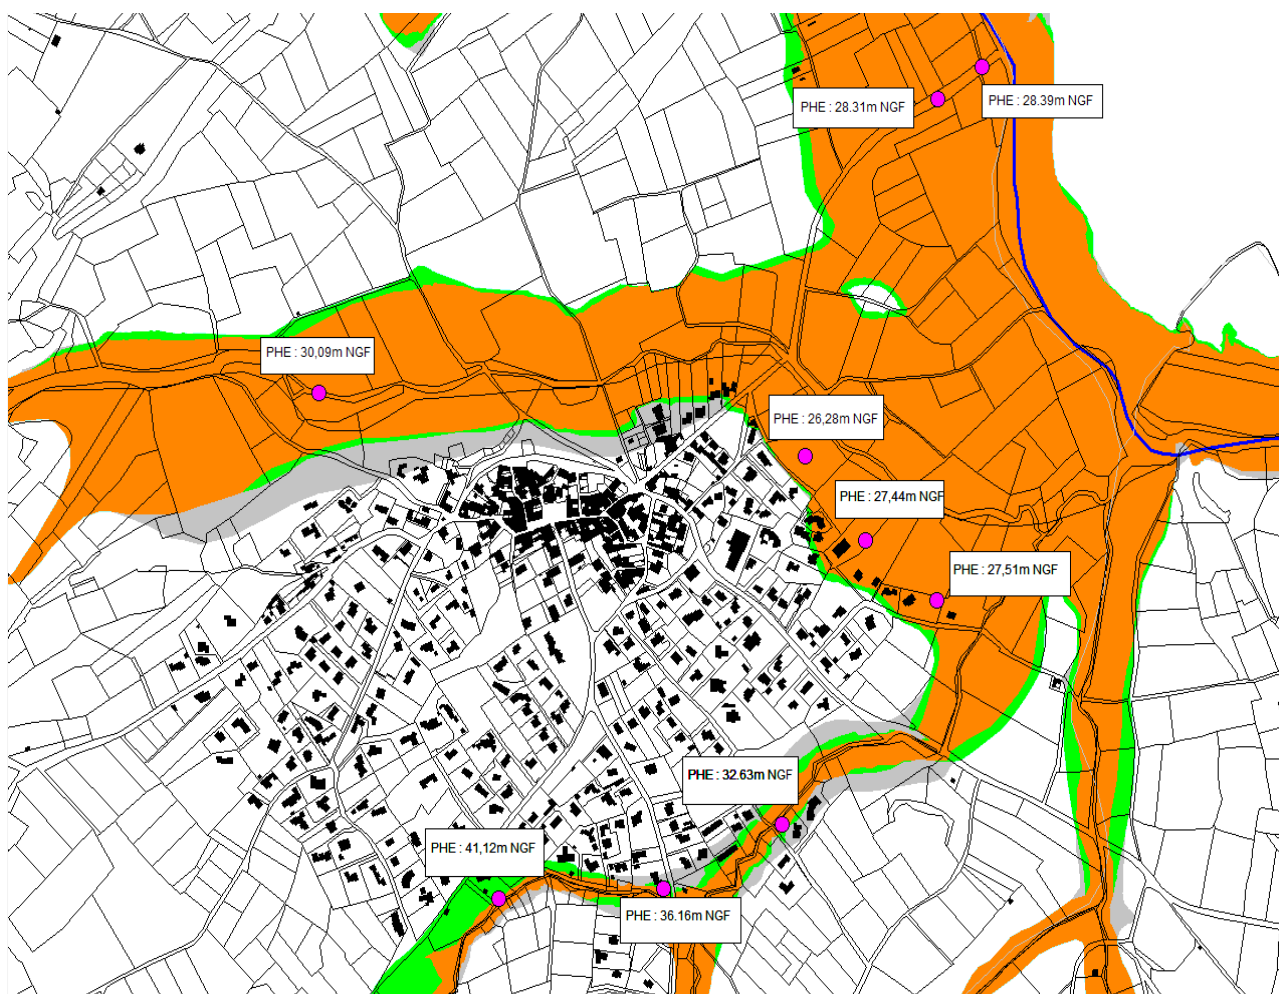 PHE : 28.31m NGF
PHE : 28.39m NGF
PHE : 30,09m NGF
PHE : 26,28m NGF
PHE : 27,44m NGF
PHE : 27,51m NGF
PHE : 32.63m NGF
PHE : 41,12m NGF
PHE : 36.16m NGF